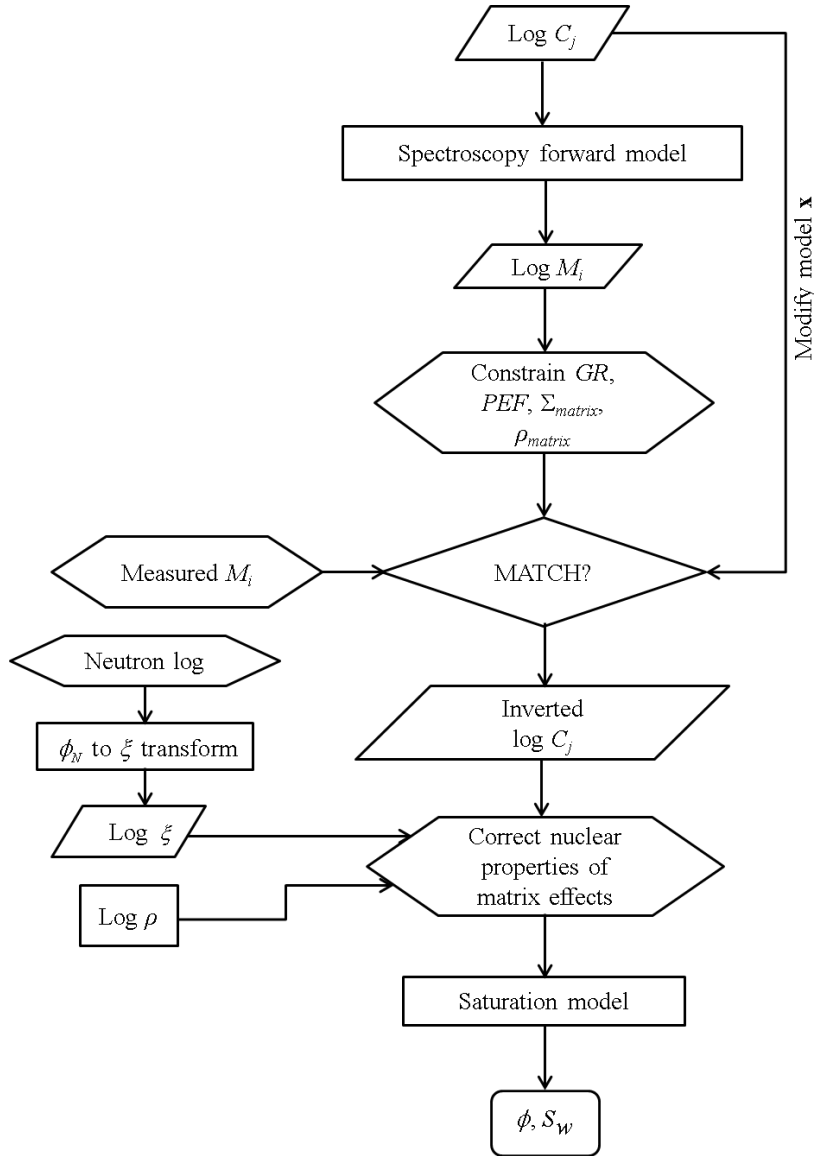 Log C_j
Spectroscopy forward model
Log M_i
Modify model x
Constrain GR,
PEF, Σ_matrix,
ρ_matrix
Measured M_i
MATCH?
Neutron log
ϕ_N to ξ transform
Inverted
log C_j
Log ξ
Correct nuclear
properties of
matrix effects
Log ρ
Saturation model
ϕ, S_w